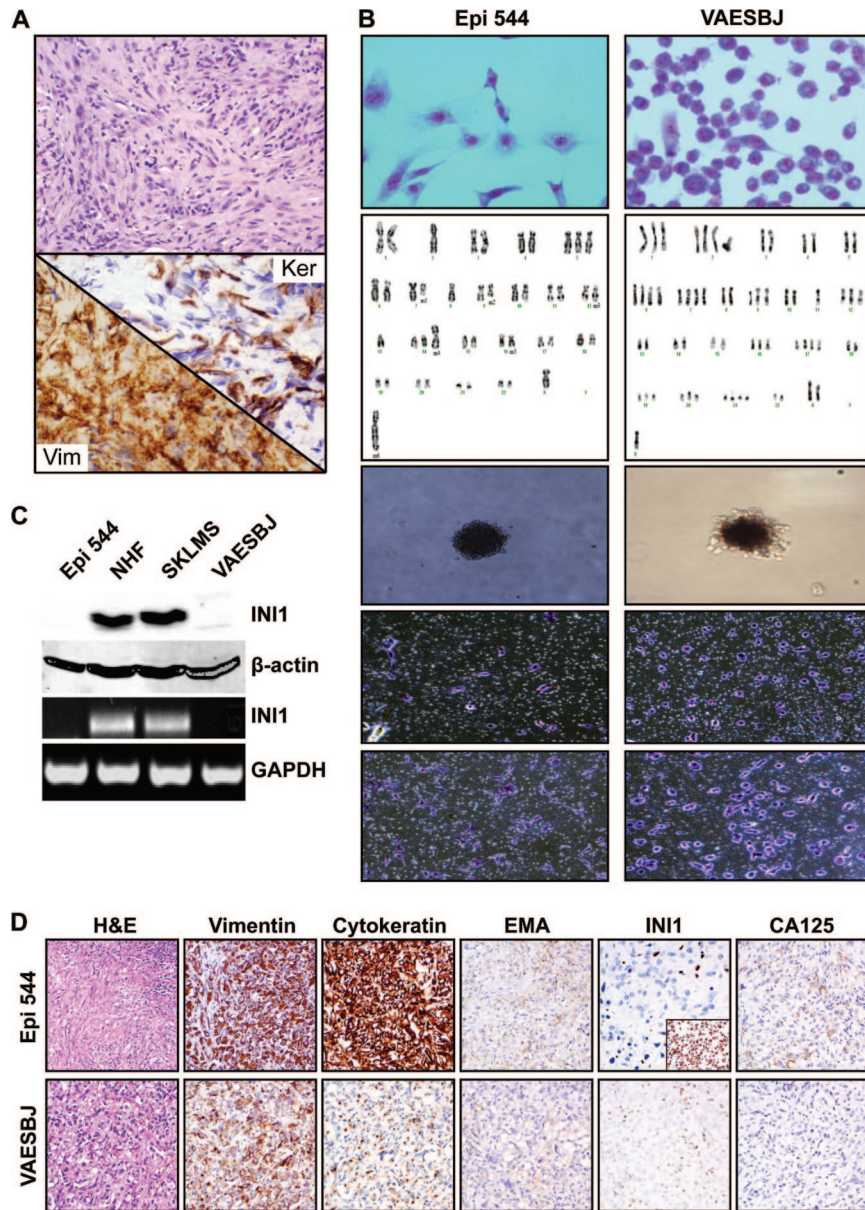 A
Ker
Vim
B
Epi 544
VAESBJ
C
Epi 544
NHF
SKLMS
VAESBJ
INI1
β-actin
INI1
GAPDH
D
H&E
Vimentin
Cytokeratin
EMA
INI1
CA125
Epi 544
VAESBJ